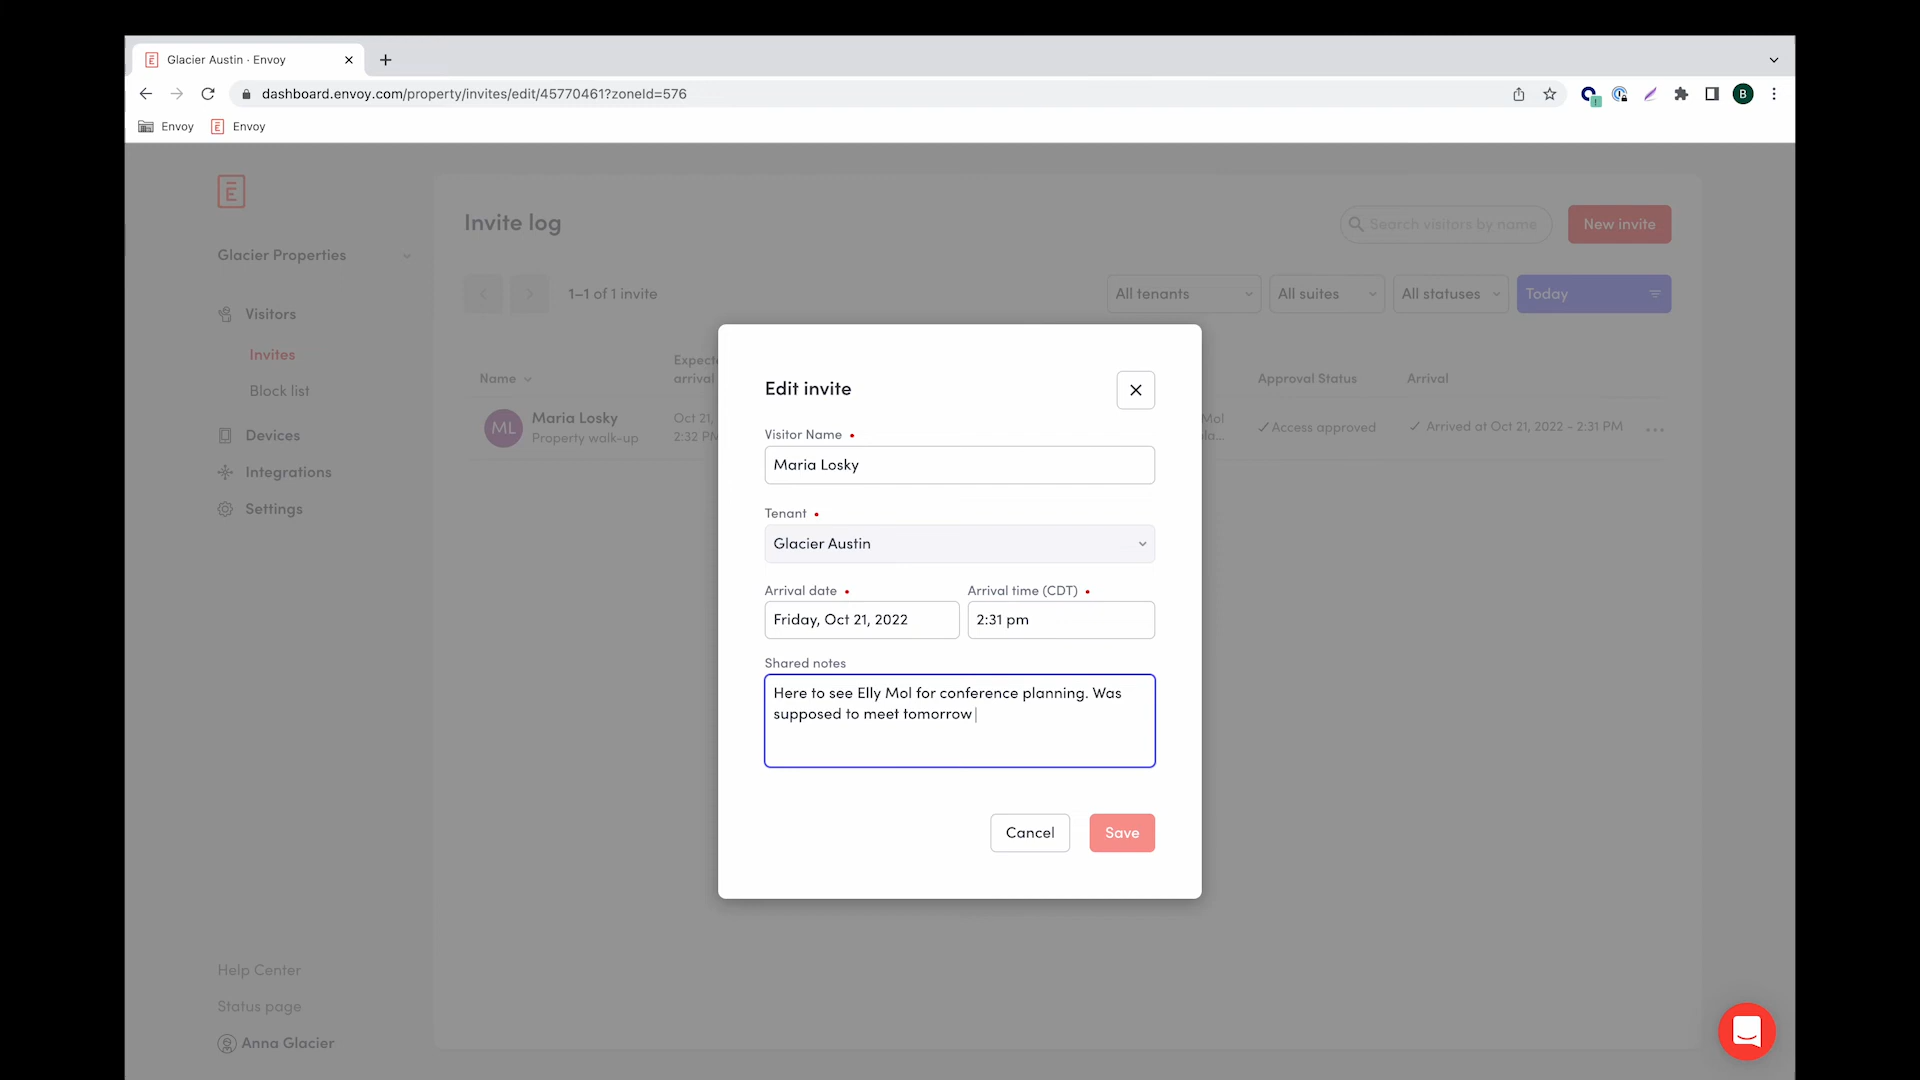 Glacier Austin · Envoy
dashboard.envoy.com/property/invites/edit/45770461?zoneId=576
B
Envoy
Envoy
Glacier Properties
Visitors
Invites
Block list
Devices
Integrations
Settings
Help Center
Status page
Anna Glacier
Invite log
Search visitors by name
New invite
1–1 of 1 invite
All tenants
All suites
All statuses
Today
Name
Expecte
arrival
Approval Status
Arrival
ML
Maria Losky
Property walk-up
Oct 21,
2:32 PM
Mol
la...
Access approved
Arrived at Oct 21, 2022 - 2:31 PM
Edit invite
Visitor Name
Maria Losky
Tenant
Glacier Austin
Arrival date
Arrival time (CDT)
Friday, Oct 21, 2022
2:31 pm
Shared notes
Here to see Elly Mol for conference planning. Was
supposed to meet tomorrow
Cancel
Save